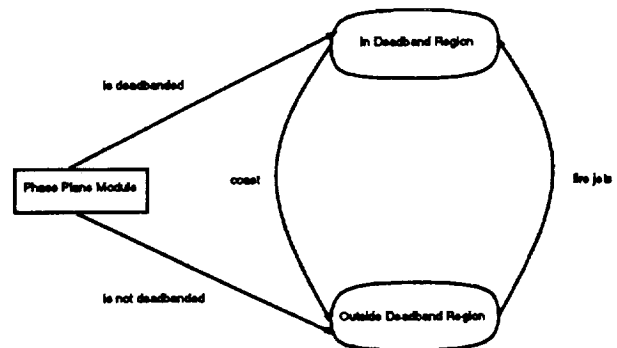 In Deadband Region
is deadbanded
Phase Plane Module
coast
fire jets
is not deadbanded
Outside Deadband Region